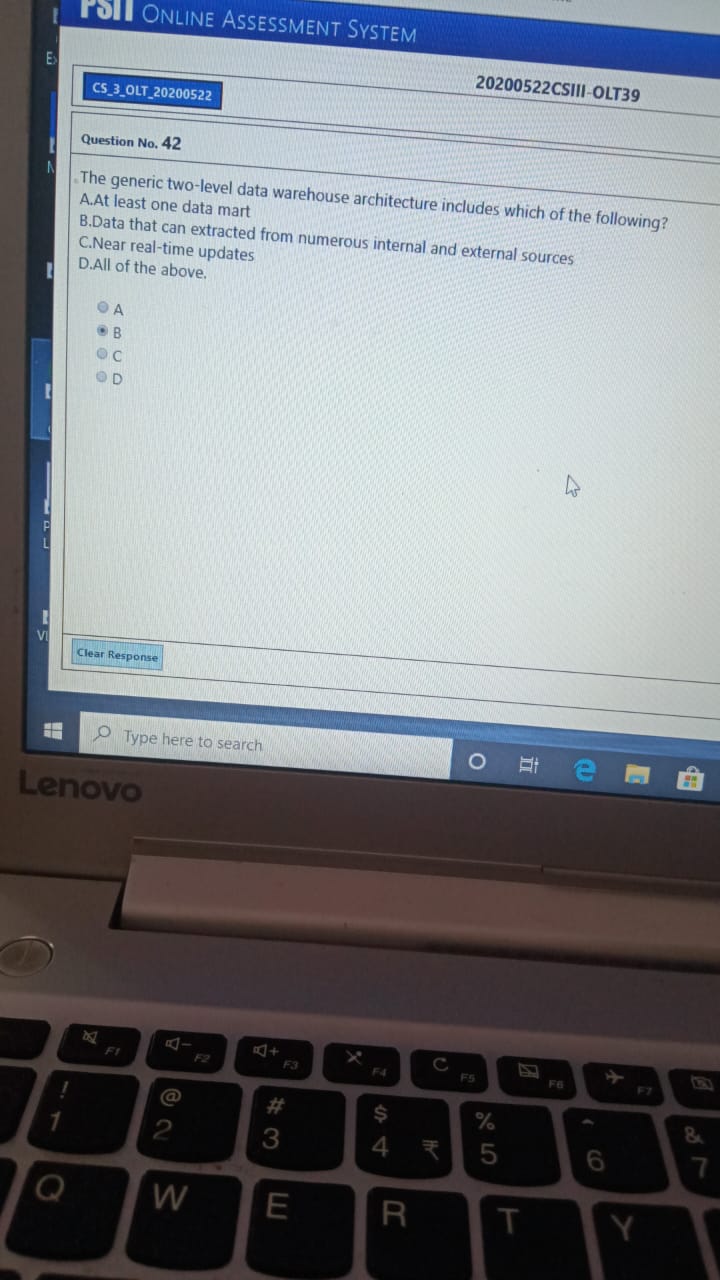 PSIT ONLINE ASSESSMENT SYSTEM
20200522CSIII-OLT39
CS_3_OLT_20200522
Question No. 42
The generic two-level data warehouse architecture includes which of the following?
A.At least one data mart
B.Data that can extracted from numerous internal and external sources
C.Near real-time updates
D.All of the above.
A
B
C
D
Clear Response
Type here to search
Lenovo
F1 F2 F3 F4 F5 F6 F7
! @ # $ % ^ &
1 2 3 4 ₹ 5 6 7
Q W E R T Y